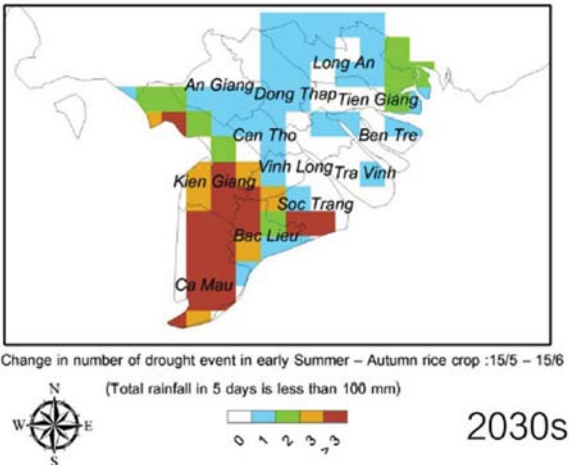 Long An
An Giang
Dong Thap
Tien Giang
Can Tho
Ben Tre
Vinh Long
Tra Vinh
Kien Giang
Soc Trang
Bac Lieu
Ca Mau
Change in number of drought event in early Summer – Autumn rice crop :15/5 – 15/6
(Total rainfall in 5 days is less than 100 mm)
N
W E
S
0 1 2 3 >3
2030s